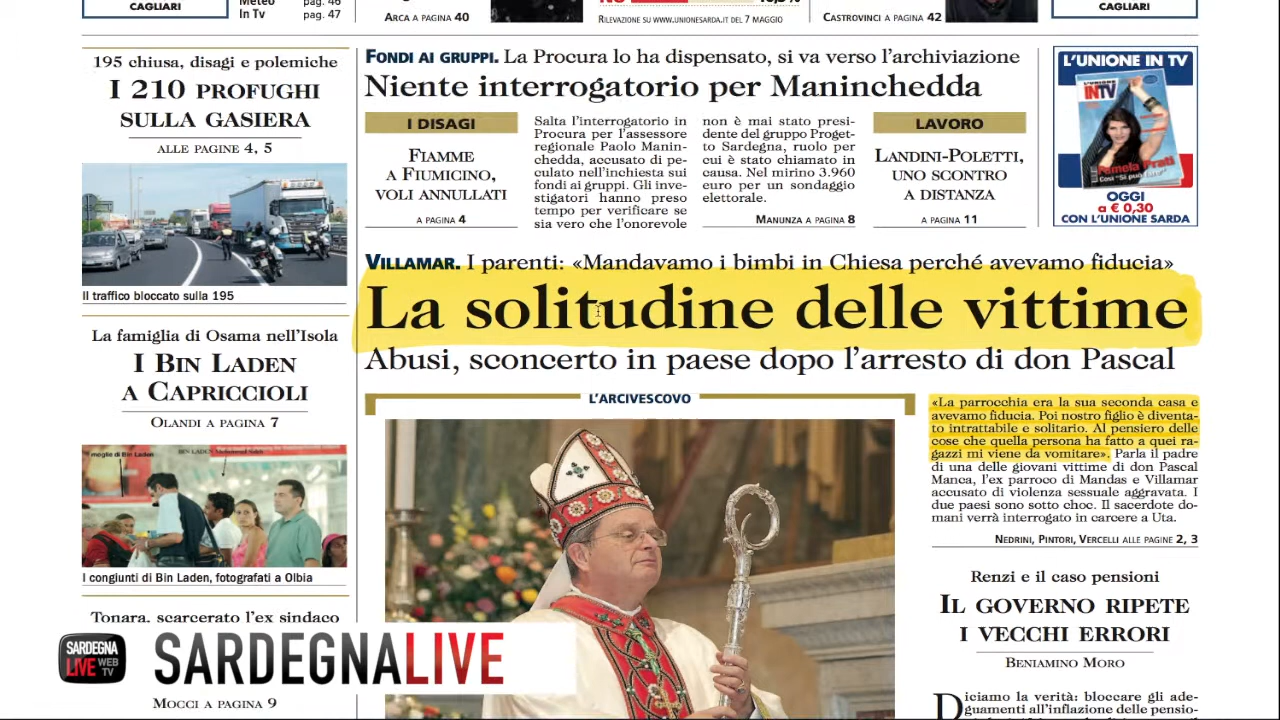 CAGLIARI
Meteo
In Tv
pag. 46
pag. 47
ARCA A PAGINA 40
RILEVAZIONE SU WWW.UNIONESARDA.IT DEL 7 MAGGIO
CASTROVINCI A PAGINA 42
CAGLIARI
195 chiusa, disagi e polemiche
I 210 PROFUGHI
SULLA GASIERA
ALLE PAGINE 4, 5
Il traffico bloccato sulla 195
La famiglia di Osama nell'Isola
I BIN LADEN
A CAPRICCIOLI
OLANDI A PAGINA 7
moglie di Bin Laden
I congiunti di Bin Laden, fotografati a Olbia
Tonara, scarcerato l'ex sindaco
MOCCI A PAGINA 9
FONDI AI GRUPPI. La Procura lo ha dispensato, si va verso l'archiviazione
Niente interrogatorio per Maninchedda
I DISAGI
FIAMME
A FIUMICINO,
VOLI ANNULLATI
A PAGINA 4
Salta l'interrogatorio in
Procura per l'assessore
regionale Paolo Manin-
chedda, accusato di pe-
culato nell'inchiesta sui
fondi ai gruppi. Gli inve-
stigatori hanno preso
tempo per verificare se
sia vero che l'onorevole
non è mai stato presi-
dente del gruppo Proget-
to Sardegna, ruolo per
cui è stato chiamato in
causa. Nel mirino 3.960
euro per un sondaggio
elettorale.
MANUNZA A PAGINA 8
LAVORO
LANDINI-POLETTI,
UNO SCONTRO
A DISTANZA
A PAGINA 11
L'UNIONE IN TV
INTV
Pamela Prati
OGGI
a € 0,30
CON L'UNIONE SARDA
VILLAMAR. I parenti: «Mandavamo i bimbi in Chiesa perché avevamo fiducia»
La solitudine delle vittime
Abusi, sconcerto in paese dopo l'arresto di don Pascal
L'ARCIVESCOVO
«La parrocchia era la sua seconda casa e
avevamo fiducia. Poi nostro figlio è diventa-
to intrattabile e solitario. Al pensiero delle
cose che quella persona ha fatto a quei ra-
gazzi mi viene da vomitare». Parla il padre
di una delle giovani vittime di don Pascal
Manca, l'ex parroco di Mandas e Villamar
accusato di violenza sessuale aggravata. I
due paesi sono sotto choc. Il sacerdote do-
mani verrà interrogato in carcere a Uta.
NEDRINI, PINTORI, VERCELLI ALLE PAGINE 2, 3
Renzi e il caso pensioni
IL GOVERNO RIPETE
I VECCHI ERRORI
BENIAMINO MORO
Diciamo la verità: bloccare gli ade-
guamenti all'inflazione delle pensio-
SARDEGNA
LIVE WEB TV
SARDEGNALIVE